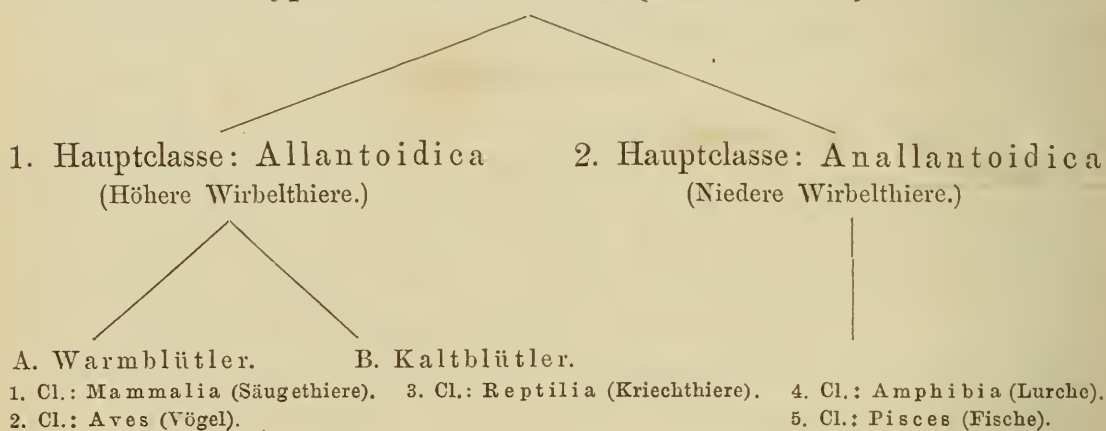 1. Hauptclasse: Allantoidica 2. Hauptclasse: Anallantoidica
(Höhere Wirbelthiere.) (Niedere Wirbelthiere.)
A. Warmblütler. B. Kaltblütler.
1. Cl.: Mammalia (Säugethiere). 3. Cl.: Reptilia (Kriechthiere). 4. Cl.: Amphibia (Lurche).
2. Cl.: Aves (Vögel). 5. Cl.: Pisces (Fische).